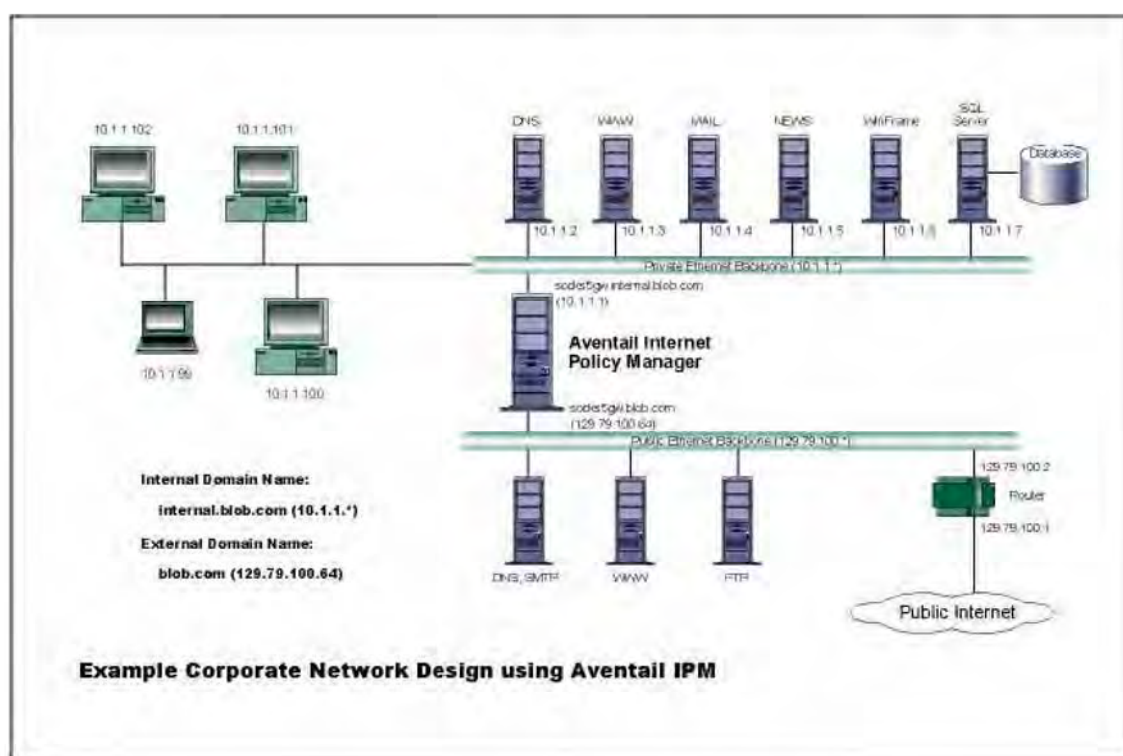 10.1.1.102
10.1.1.101
DNS
WWW
MAIL
NEWS
WinFrame
SQL
Server
Database
10.1.1.2
10.1.1.3
10.1.1.4
10.1.1.5
10.1.1.6
10.1.1.7
Private Ethernet Backbone (10.1.1.*)
socks5gw.internal.blob.com
(10.1.1.1)
Aventail Internet
Policy Manager
10.1.1.99
10.1.1.100
socks5gw.blob.com
(129.79.100.64)
Public Ethernet Backbone (129.79.100.*)
Internal Domain Name:
internal.blob.com (10.1.1.*)
External Domain Name:
blob.com (129.79.100.64)
129.79.100.2
Router
129.79.100.1
DNS, SMTP
WWW
FTP
Public Internet
Example Corporate Network Design using Aventail IPM